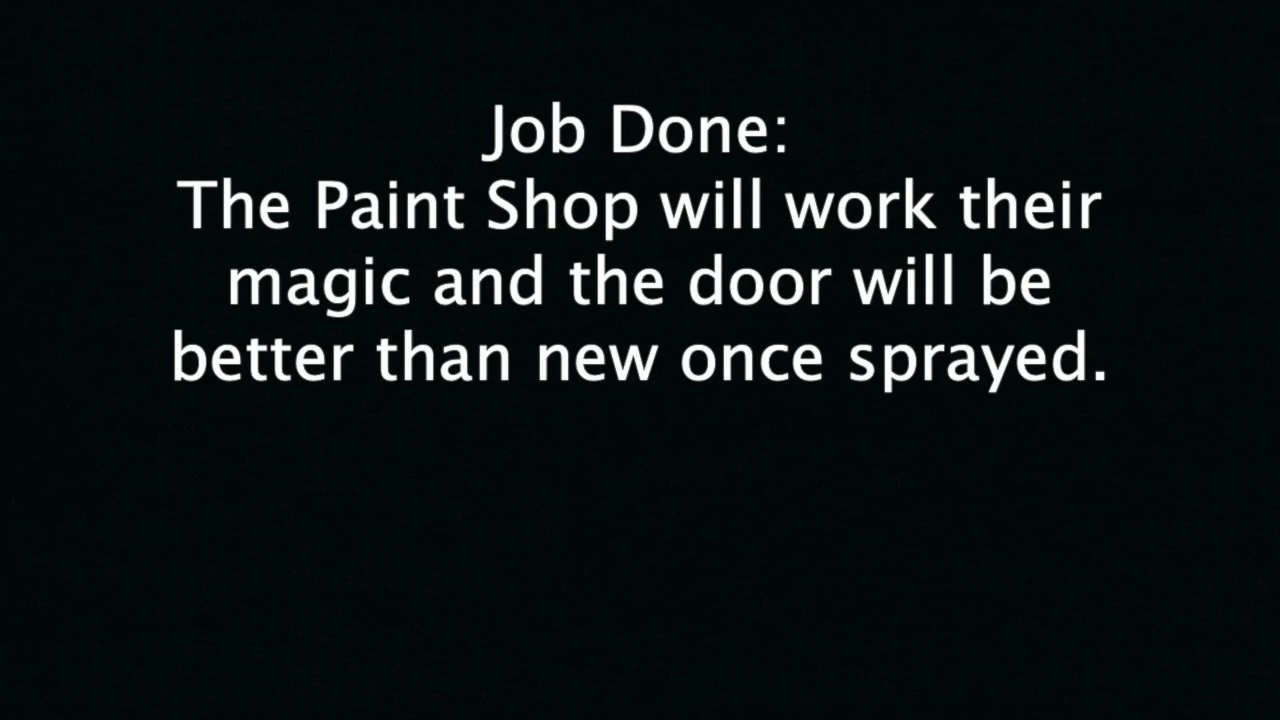 Job Done:
The Paint Shop will work their
magic and the door will be
better than new once sprayed.